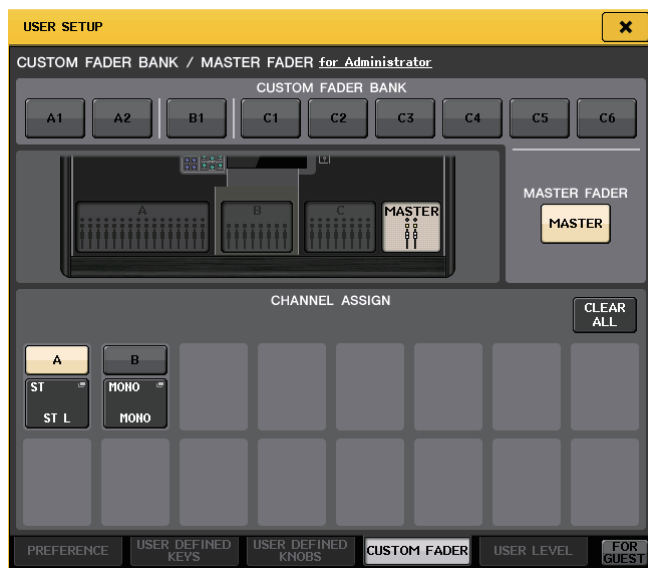 USER SETUP
CUSTOM FADER BANK / MASTER FADER for Administrator
CUSTOM FADER BANK
A1 A2 B1 C1 C2 C3 C4 C5 C6
A B C MASTER
MASTER FADER
MASTER
CHANNEL ASSIGN
CLEAR
ALL
A B
ST MONO
ST L MONO
PREFERENCE
USER DEFINED
KEYS
USER DEFINED
KNOBS
CUSTOM FADER
USER LEVEL
FOR
GUEST